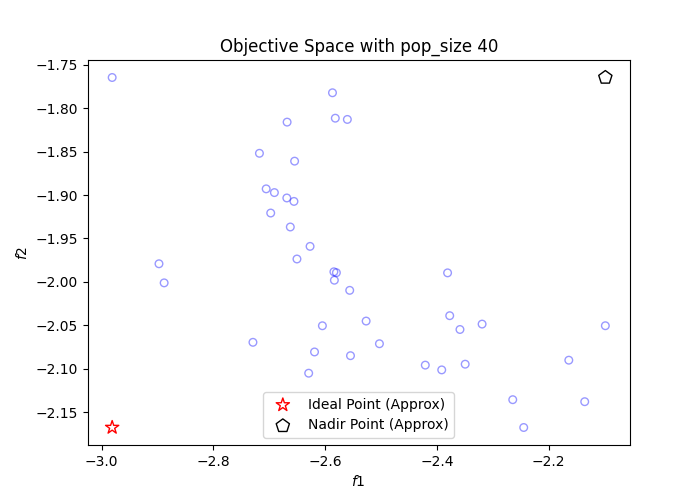 Objective Space with pop_size 40
−1.75
−1.80
−1.85
−1.90
−1.95
−2.00
−2.05
−2.10
−2.15
f2
Ideal Point (Approx)
Nadir Point (Approx)
−3.0
−2.8
−2.6
−2.4
−2.2
f1